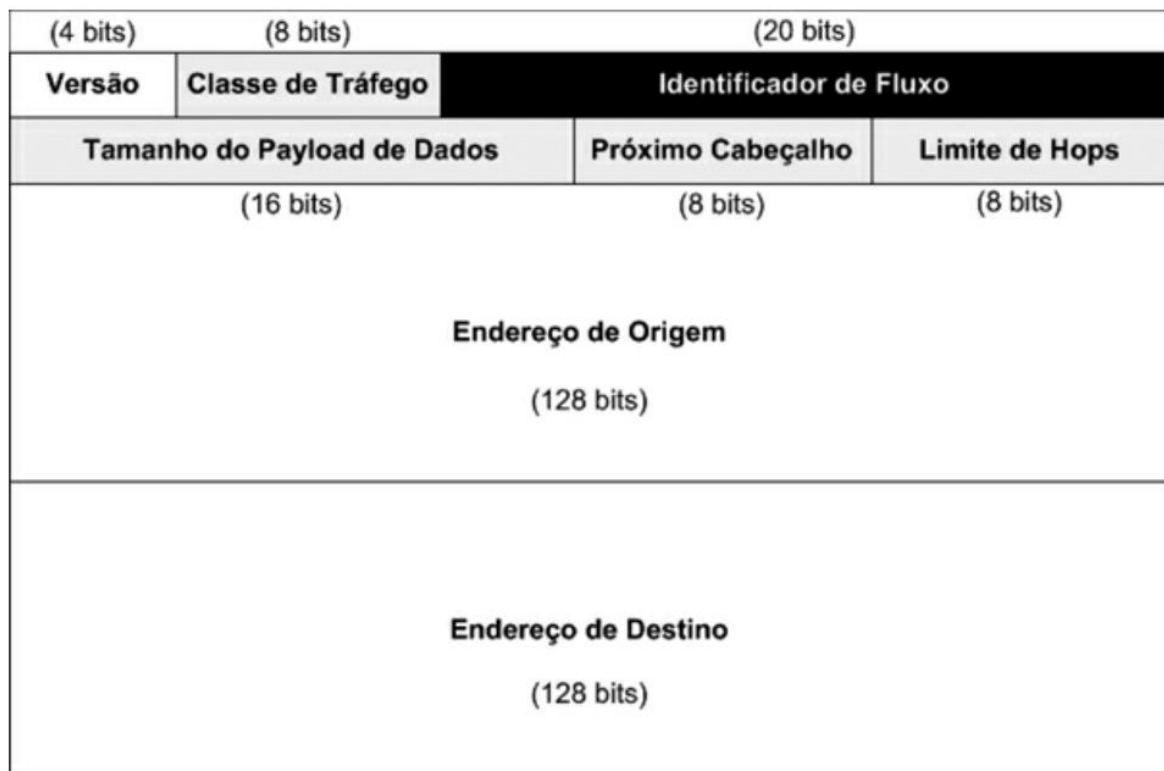 (4 bits) (8 bits) (20 bits)
Versão Classe de Tráfego Identificador de Fluxo
Tamanho do Payload de Dados Próximo Cabeçalho Limite de Hops
(16 bits) (8 bits) (8 bits)
Endereço de Origem
(128 bits)
Endereço de Destino
(128 bits)